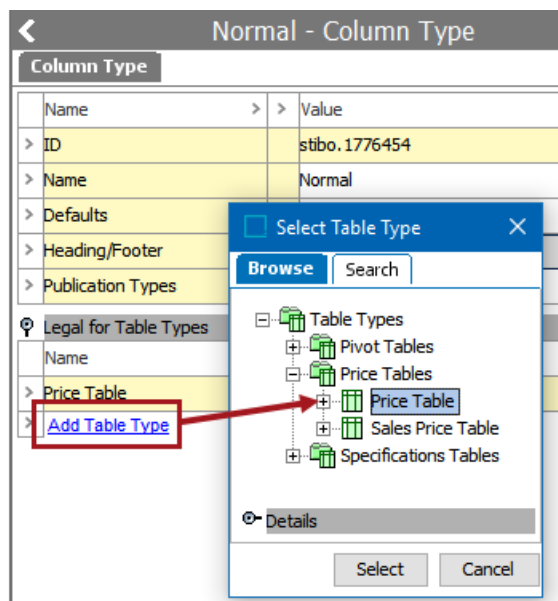 Normal - Column Type
Column Type
Name > > Value
> ID stibo.1776454
> Name Normal
> Defaults
> Heading/Footer
> Publication Types
Legal for Table Types
Name
> Price Table
> Add Table Type
Select Table Type
Browse Search
Table Types
Pivot Tables
Price Tables
Price Table
Sales Price Table
Specifications Tables
Details
Select Cancel